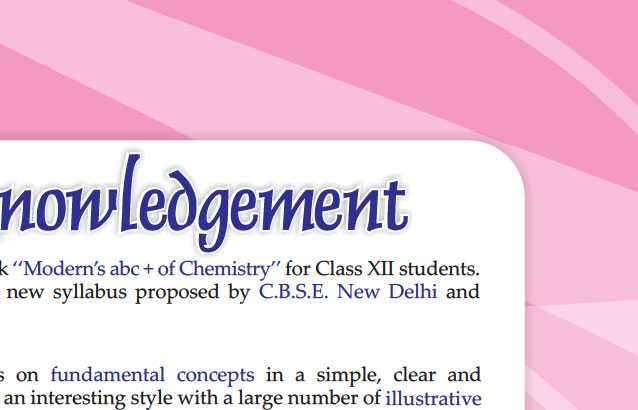 nowledgement
k “Modern’s abc + of Chemistry” for Class XII students.
new syllabus proposed by C.B.S.E. New Delhi and
s on fundamental concepts in a simple, clear and
an interesting style with a large number of illustrative